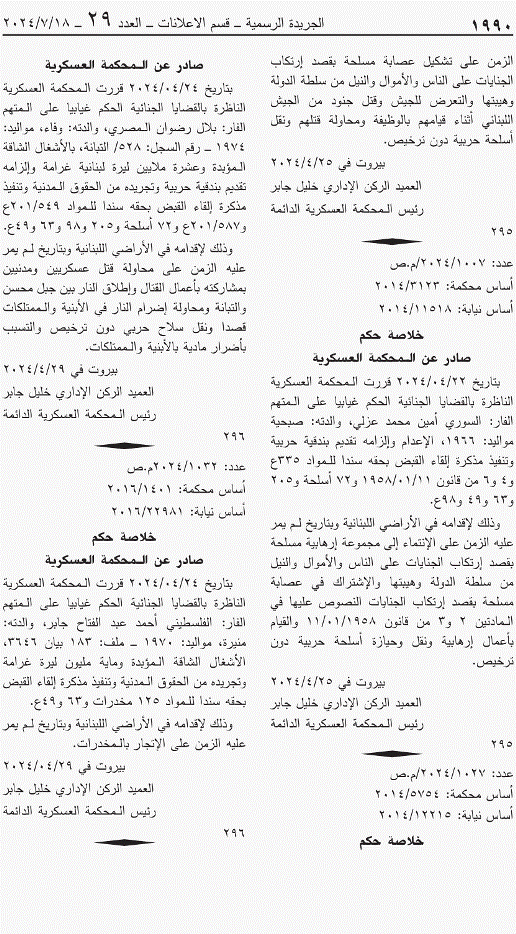 ١٩٩٠ الجريدة الرسمية ـ قسم الاعلانات ـ العدد ٢٩ ـ ٢٠٢٤/٧/١٨
الزمن على تشكيل عصابة مسلحة بقصد إرتكاب
الجنايات على الناس والأموال والنيل من سلطة الدولة
وهيبتها والتعرض للجيش وقتل جنود من الجيش
اللبناني أثناء قيامهم بالوظيفة ومحاولة قتلهم ونقل
أسلحة حربية دون ترخيص.
بيروت في ٢٠٢٤/٤/٢٥
العميد الركن الإداري خليل جابر
رئيس المحكمة العسكرية الدائمة
٢٩٥
عدد: ٢٠٢٤/١٠٠٧م.ص
أساس محكمة: ٢٠١٤/٣١٢٣
أساس نيابة: ٢٠١٤/١١٥١٨
خلاصة حكم
صادر عن المحكمة العسكرية
بتاريخ ٢٠٢٤/٠٤/٢٢ قررت المحكمة العسكرية
الناظرة بالقضايا الجنائية الحكم غيابيا على المتهم
الفار: السوري أمين محمد عزلي، والدته: صبحية
مواليد: ١٩٦٦، الإعدام وإلزامه تقديم بندقية حربية
وتنفيذ مذكرة إلقاء القبض بحقه سندا للمواد ٣٣٥ع
و٤ و٦ من قانون ١٩٥٨/٠١/١١ و٧٢ أسلحة و٢٠٥
و٦٣ و٤٩ و٩٨ع.
وذلك لإقدامه في الأراضي اللبنانية وبتاريخ لم يمر
عليه الزمن على الإنتماء إلى مجموعة إرهابية مسلحة
بقصد إرتكاب الجنايات على الناس والأموال والنيل
من سلطة الدولة وهيبتها والإشتراك في عصابة
مسلحة بقصد إرتكاب الجنايات النصوص عليها في
المادتين ٢ و٣ من قانون ١١/٠١/١٩٥٨ والقيام
بأعمال إرهابية ونقل وحيازة أسلحة حربية دون
ترخيص.
بيروت في ٢٠٢٤/٤/٢٥
العميد الركن الإداري خليل جابر
رئيس المحكمة العسكرية الدائمة
٢٩٥
عدد: ٢٠٢٤/١٠٢٧م.ص
أساس محكمة: ٢٠١٤/٥٧٥٤
أساس نيابة: ٢٠١٤/١٢٢١٥
خلاصة حكم
صادر عن المحكمة العسكرية
بتاريخ ٢٠٢٤/٠٤/٢٤ قررت المحكمة العسكرية
الناظرة بالقضايا الجنائية الحكم غيابيا على المتهم
الفار: بلال رضوان المصري، والدته: وفاء، مواليد:
١٩٧٤ ـ رقم السجل: ٥٢٨/ التبانة، بالأشغال الشاقة
المؤبدة وعشرة ملايين ليرة لبنانية غرامة وإلزامه
تقديم بندقية حربية وتجريده من الحقوق المدنية وتنفيذ
مذكرة إلقاء القبض بحقه سندا للمواد ٢٠١/٥٤٩ع
و٢٠١/٥٨٧ع و٧٢ أسلحة و٢٠٥ و٩٨ و٦٣ و٤٩ع.
وذلك لإقدامه في الأراضي اللبنانية وبتاريخ لم يمر
عليه الزمن على محاولة قتل عسكريين ومدنيين
بمشاركته بأعمال القتال وإطلاق النار بين جبل محسن
والتبانة ومحاولة إضرام النار في الأبنية والممتلكات
قصدا ونقل سلاح حربي دون ترخيص والتسبب
بأضرار مادية بالأبنية والممتلكات.
بيروت في ٢٠٢٤/٤/٢٩
العميد الركن الإداري خليل جابر
رئيس المحكمة العسكرية الدائمة
٢٩٦
عدد: ٢٠٢٤/١٠٣٢م.ص
أساس محكمة: ٢٠١٦/١٤٠١
أساس نيابة: ٢٠١٦/٢٢٩٨١
خلاصة حكم
صادر عن المحكمة العسكرية
بتاريخ ٢٠٢٤/٠٤/٢٤ قررت المحكمة العسكرية
الناظرة بالقضايا الجنائية الحكم غيابيا على المتهم
الفار: الفلسطيني أحمد عبد الفتاح جابر، والدته:
منيرة، مواليد: ١٩٧٠ ـ ملف: ١٨٣ بيان ٣٦٤٦،
الأشغال الشاقة المؤبدة وماية مليون ليرة غرامة
وتجريده من الحقوق المدنية وتنفيذ مذكرة إلقاء القبض
بحقه سندا للمواد ١٢٥ مخدرات و٦٣ و٤٩ع.
وذلك لإقدامه في الأراضي اللبنانية وبتاريخ لم يمر
عليه الزمن على الإتجار بالمخدرات.
بيروت في ٢٠٢٤/٠٤/٢٩
العميد الركن الإداري خليل جابر
رئيس المحكمة العسكرية الدائمة
٢٩٦